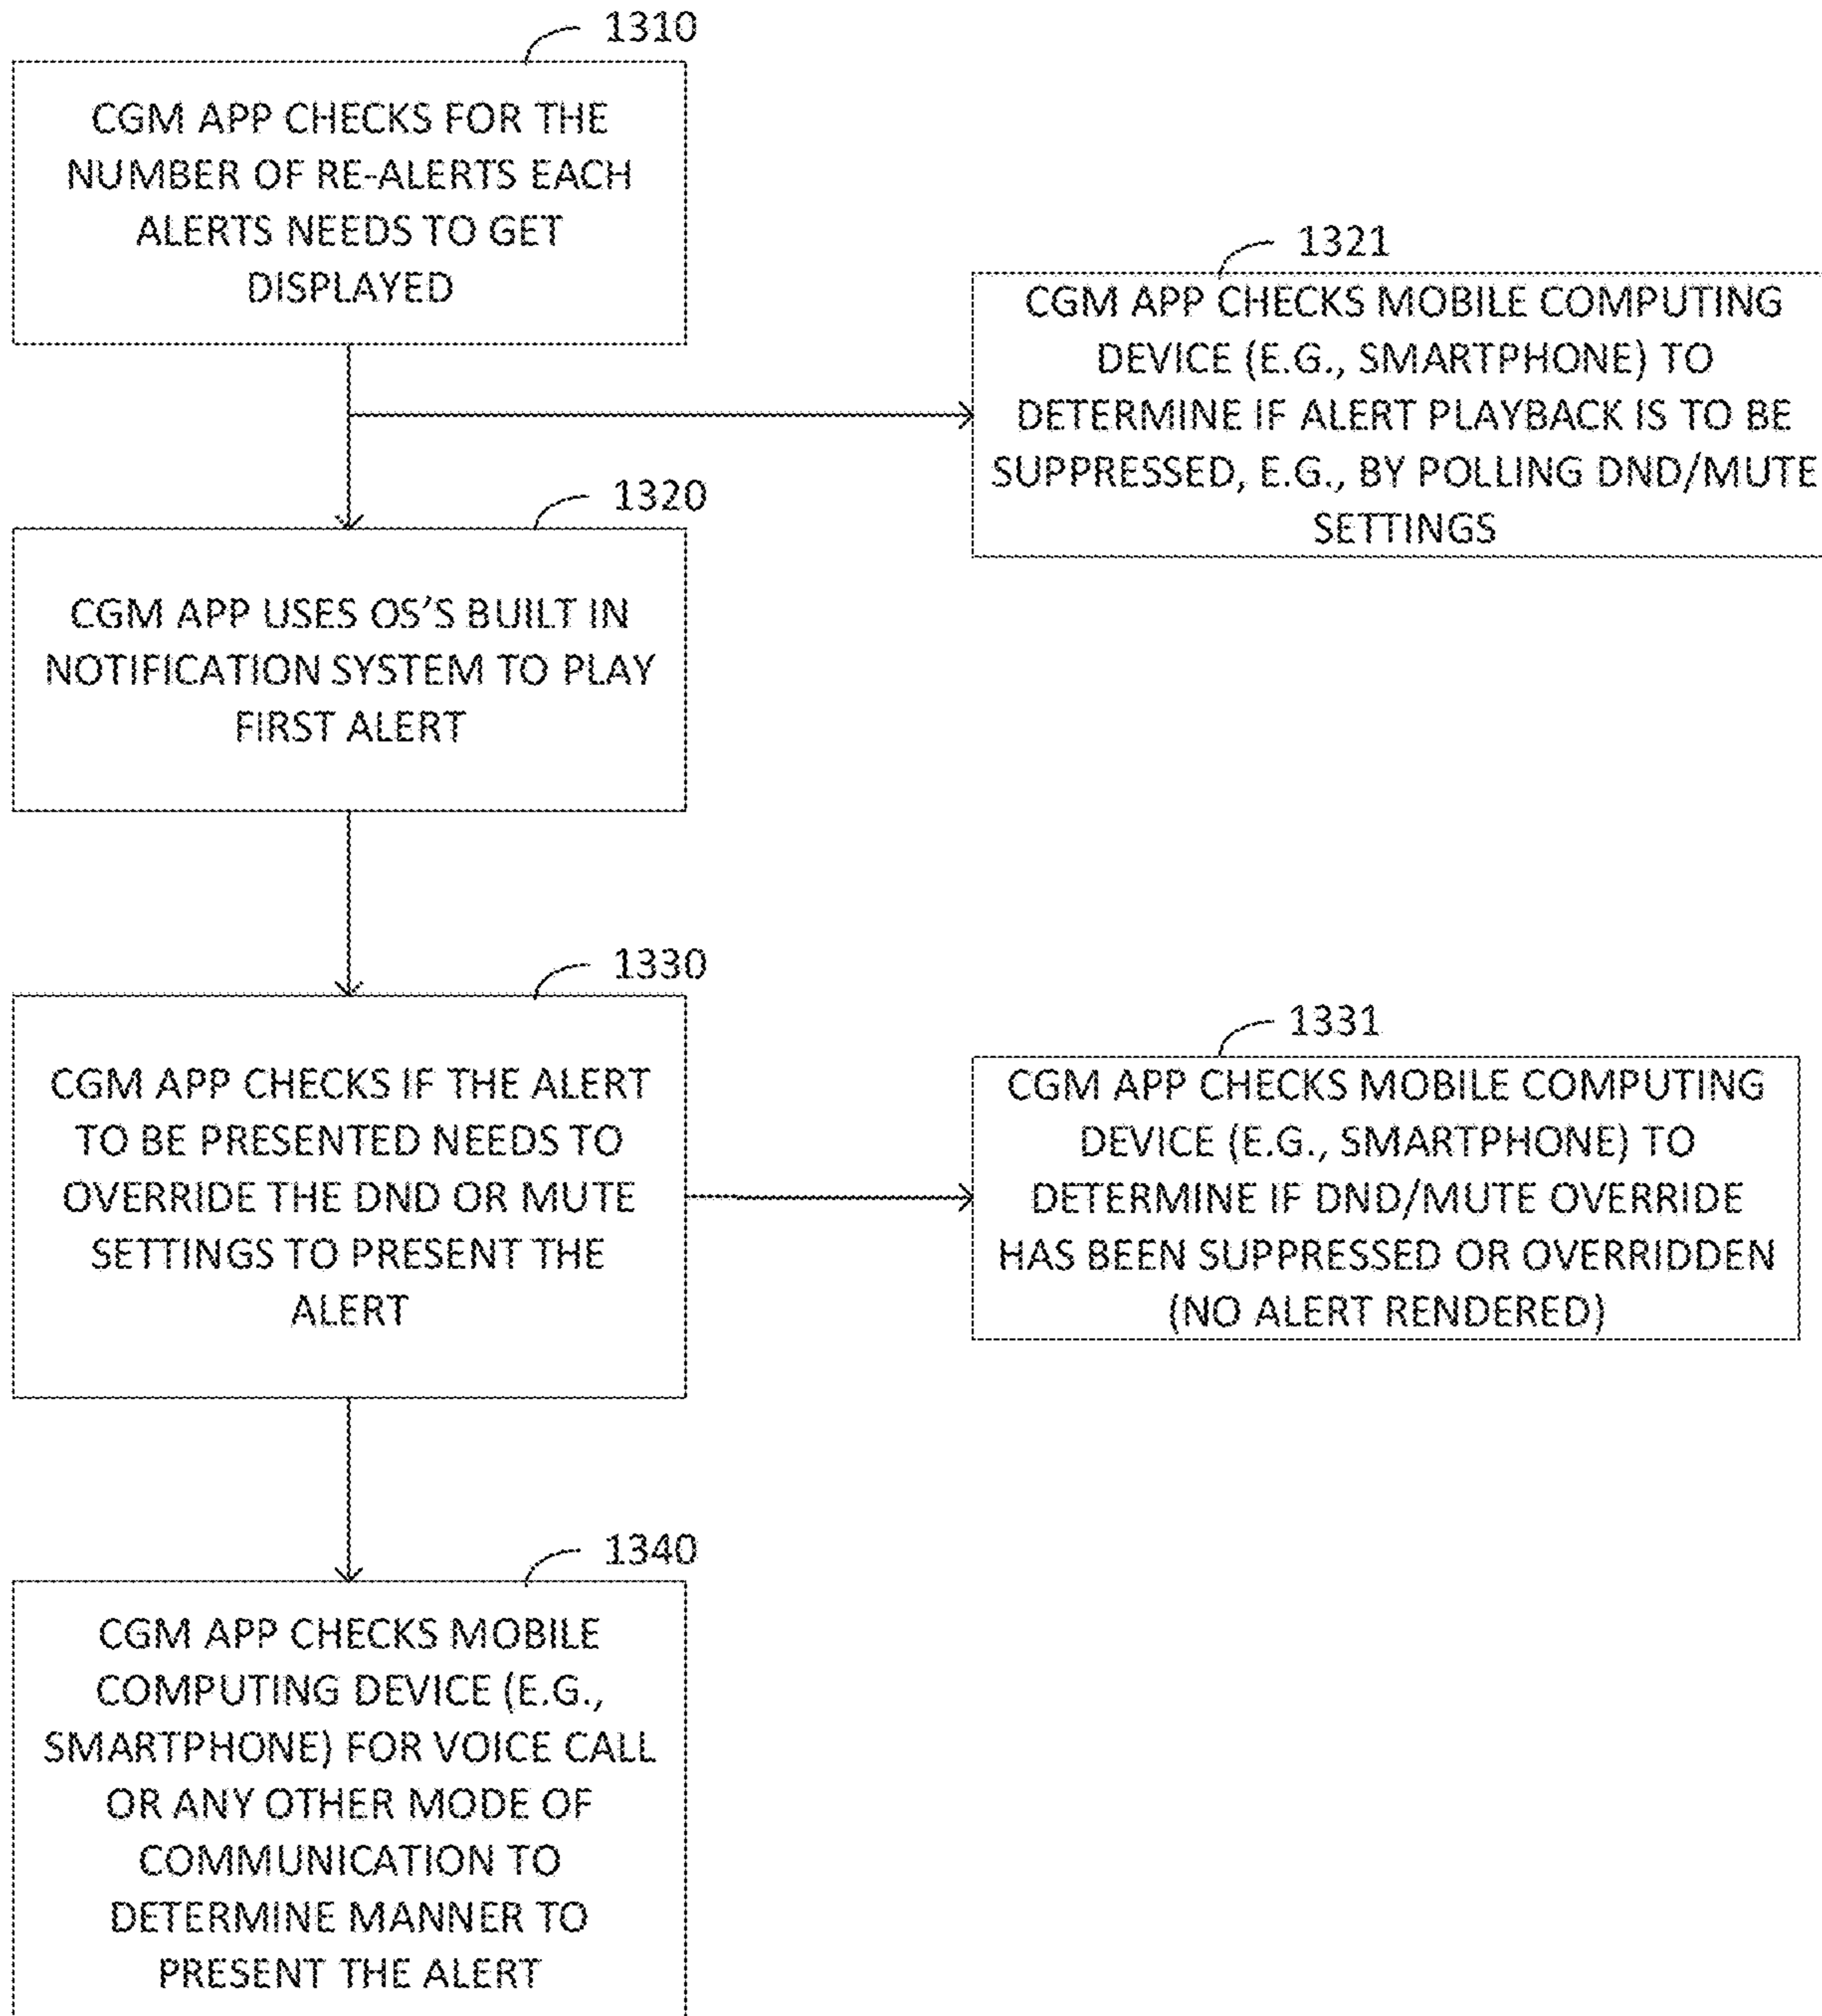 1310
CGM APP CHECKS FOR THE
NUMBER OF RE-ALERTS EACH
ALERTS NEEDS TO GET
DISPLAYED
1321
CGM APP CHECKS MOBILE COMPUTING
DEVICE (E.G., SMARTPHONE) TO
DETERMINE IF ALERT PLAYBACK IS TO BE
SUPPRESSED, E.G., BY POLLING DND/MUTE
SETTINGS
1320
CGM APP USES OS'S BUILT IN
NOTIFICATION SYSTEM TO PLAY
FIRST ALERT
1330
CGM APP CHECKS IF THE ALERT
TO BE PRESENTED NEEDS TO
OVERRIDE THE DND OR MUTE
SETTINGS TO PRESENT THE
ALERT
1331
CGM APP CHECKS MOBILE COMPUTING
DEVICE (E.G., SMARTPHONE) TO
DETERMINE IF DND/MUTE OVERRIDE
HAS BEEN SUPPRESSED OR OVERRIDDEN
(NO ALERT RENDERED)
1340
CGM APP CHECKS MOBILE
COMPUTING DEVICE (E.G.,
SMARTPHONE) FOR VOICE CALL
OR ANY OTHER MODE OF
COMMUNICATION TO
DETERMINE MANNER TO
PRESENT THE ALERT